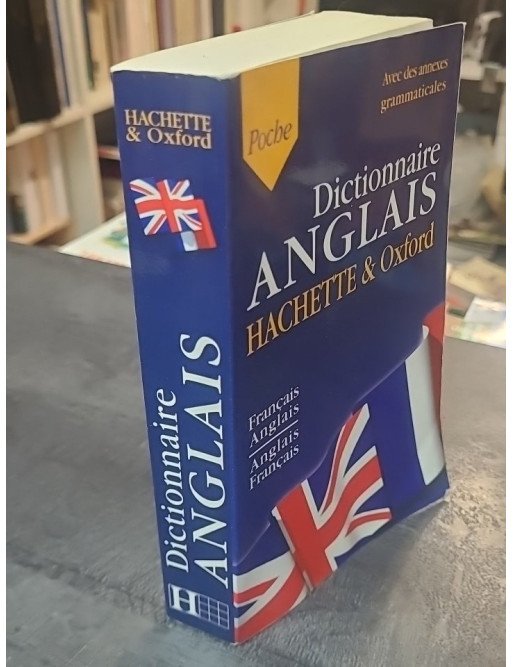 HACHETTE
& Oxford
Dictionnaire
ANGLAIS
H
Poche
Avec des annexes
grammaticales
Dictionnaire
ANGLAIS
HACHETTE & Oxford
Français
Anglais
Anglais
Français